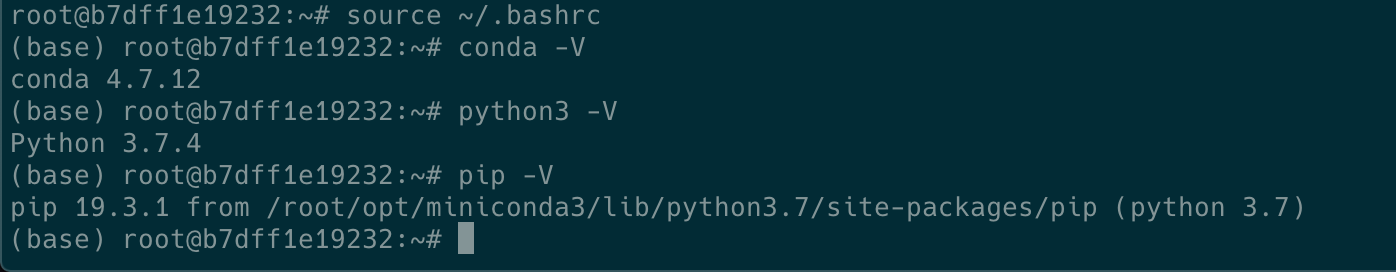 root@b7dff1e19232:~# source ~/.bashrc
(base) root@b7dff1e19232:~# conda -V
conda 4.7.12
(base) root@b7dff1e19232:~# python3 -V
Python 3.7.4
(base) root@b7dff1e19232:~# pip -V
pip 19.3.1 from /root/opt/miniconda3/lib/python3.7/site-packages/pip (python 3.7)
(base) root@b7dff1e19232:~#